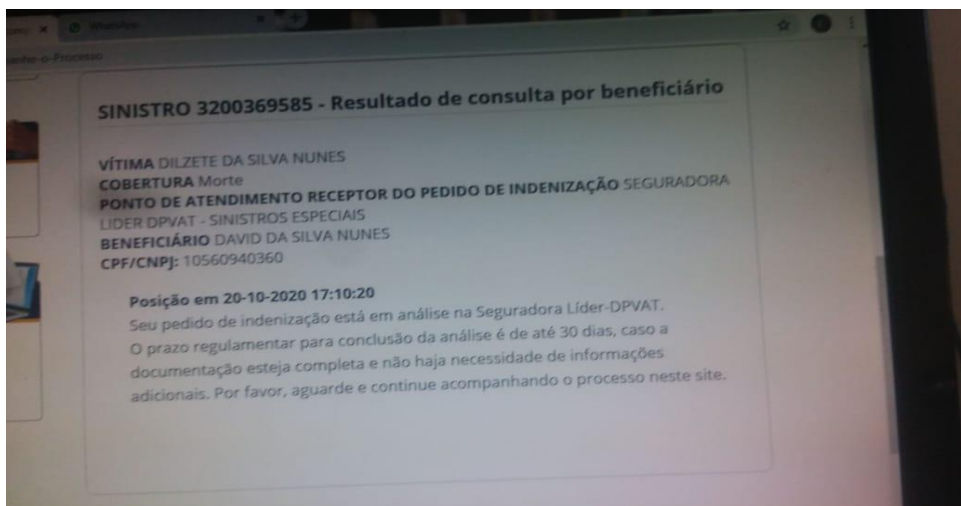 WhatsApp
anhe-o-Processo
SINISTRO 3200369585 - Resultado de consulta por beneficiário
VÍTIMA DILZETE DA SILVA NUNES
COBERTURA Morte
PONTO DE ATENDIMENTO RECEPTOR DO PEDIDO DE INDENIZAÇÃO SEGURADORA
LIDER DPVAT - SINISTROS ESPECIAIS
BENEFICIÁRIO DAVID DA SILVA NUNES
CPF/CNPJ: 10560940360
Posição em 20-10-2020 17:10:20
Seu pedido de indenização está em análise na Seguradora Líder-DPVAT.
O prazo regulamentar para conclusão da análise é de até 30 dias, caso a
documentação esteja completa e não haja necessidade de informações
adicionais. Por favor, aguarde e continue acompanhando o processo neste site.